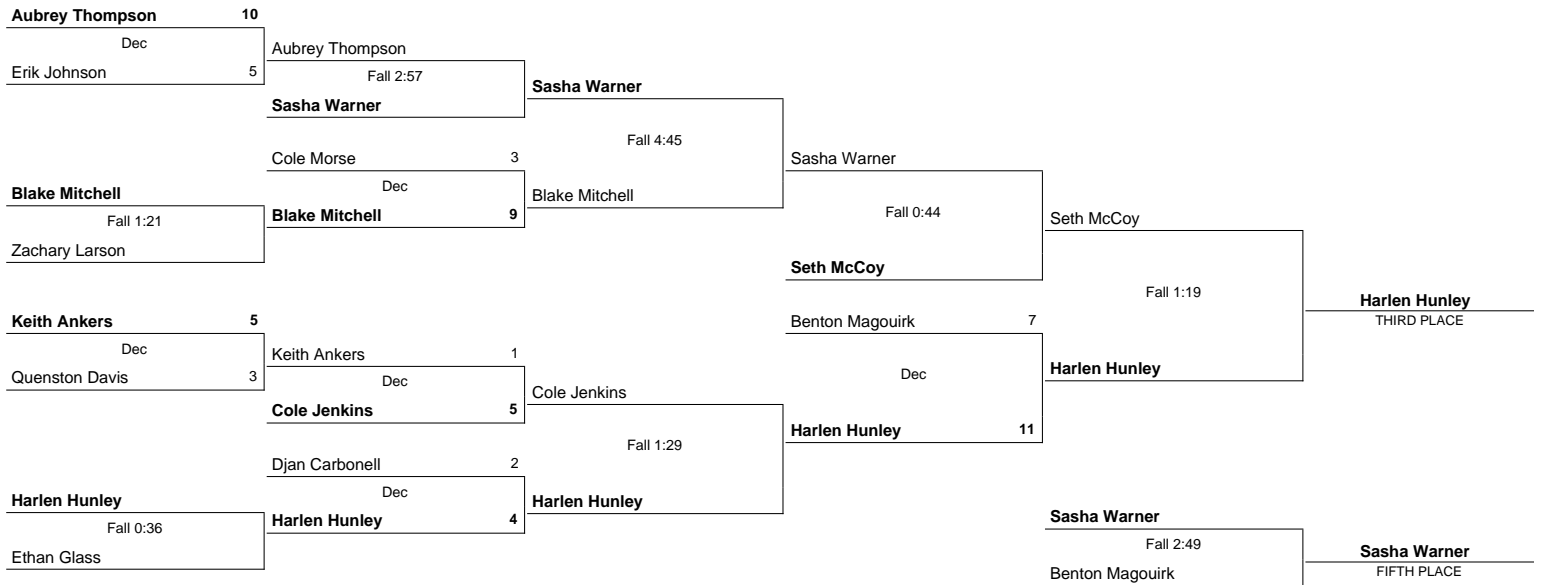 Aubrey Thompson 10
Dec
Erik Johnson 5
Blake Mitchell
Fall 1:21
Zachary Larson
Keith Ankers 5
Dec
Quenston Davis 3
Harlen Hunley
Fall 0:36
Ethan Glass
Aubrey Thompson
Fall 2:57
Sasha Warner
Cole Morse 3
Dec
Blake Mitchell 9
Keith Ankers 1
Dec
Cole Jenkins 5
Djan Carbonell 2
Dec
Harlen Hunley 4
Sasha Warner
Fall 4:45
Blake Mitchell
Cole Jenkins
Fall 1:29
Harlen Hunley
Sasha Warner
Fall 0:44
Seth McCoy
Benton Magouirk 7
Dec
Harlen Hunley 11
Seth McCoy
Fall 1:19
Harlen Hunley
Harlen Hunley
THIRD PLACE
Sasha Warner
Fall 2:49
Benton Magouirk
Sasha Warner
FIFTH PLACE